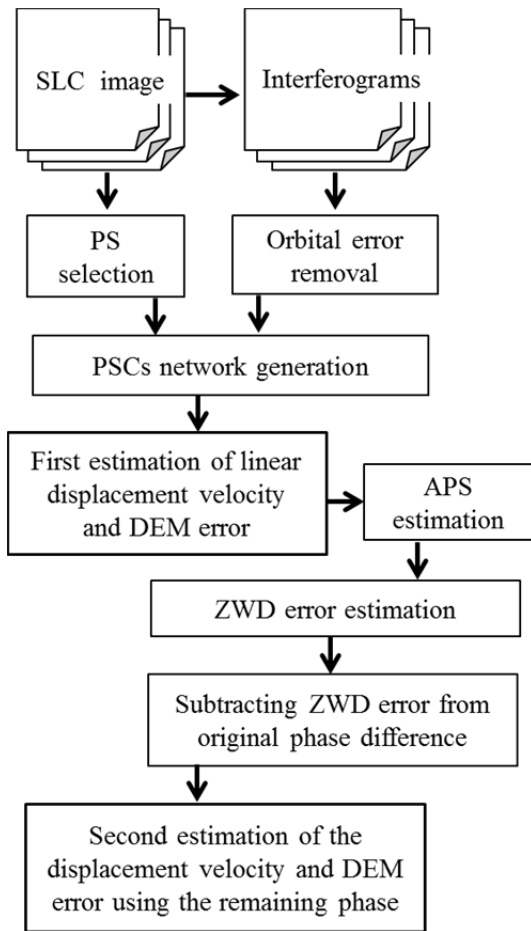 SLC image
Interferograms
PS
selection
Orbital error
removal
PSCs network generation
First estimation of linear
displacement velocity
and DEM error
APS
estimation
ZWD error estimation
Subtracting ZWD error from
original phase difference
Second estimation of the
displacement velocity and DEM
error using the remaining phase